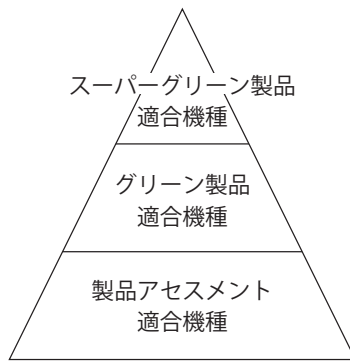 スーパーグリーン製品
適合機種
グリーン製品
適合機種
製品アセスメント
適合機種